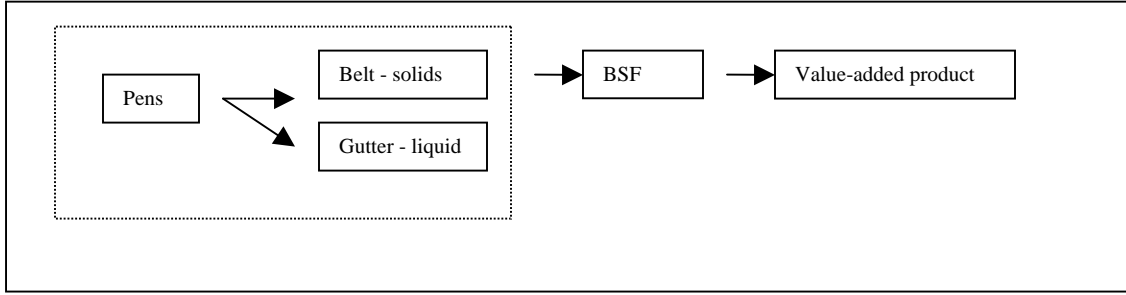 Belt - solids
BSF
Value-added product
Pens
Gutter - liquid